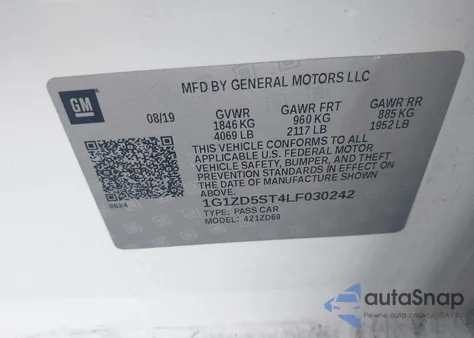 MFD BY GENERAL MOTORS LLC
GM
08/19 GVWR GAWR FRT GAWR RR
1846 KG 960 KG 885 KG
4069 LB 2117 LB 1952 LB
THIS VEHICLE CONFORMS TO ALL
APPLICABLE U.S. FEDERAL MOTOR
VEHICLE SAFETY, BUMPER, AND THEFT
PREVENTION STANDARDS IN EFFECT ON
THE DATE OF MANUFACTURE SHOWN
ABOVE.
8624
1G1ZD5ST4LF030242
TYPE: PASS CAR
MODEL: 421ZD69
autoSnap